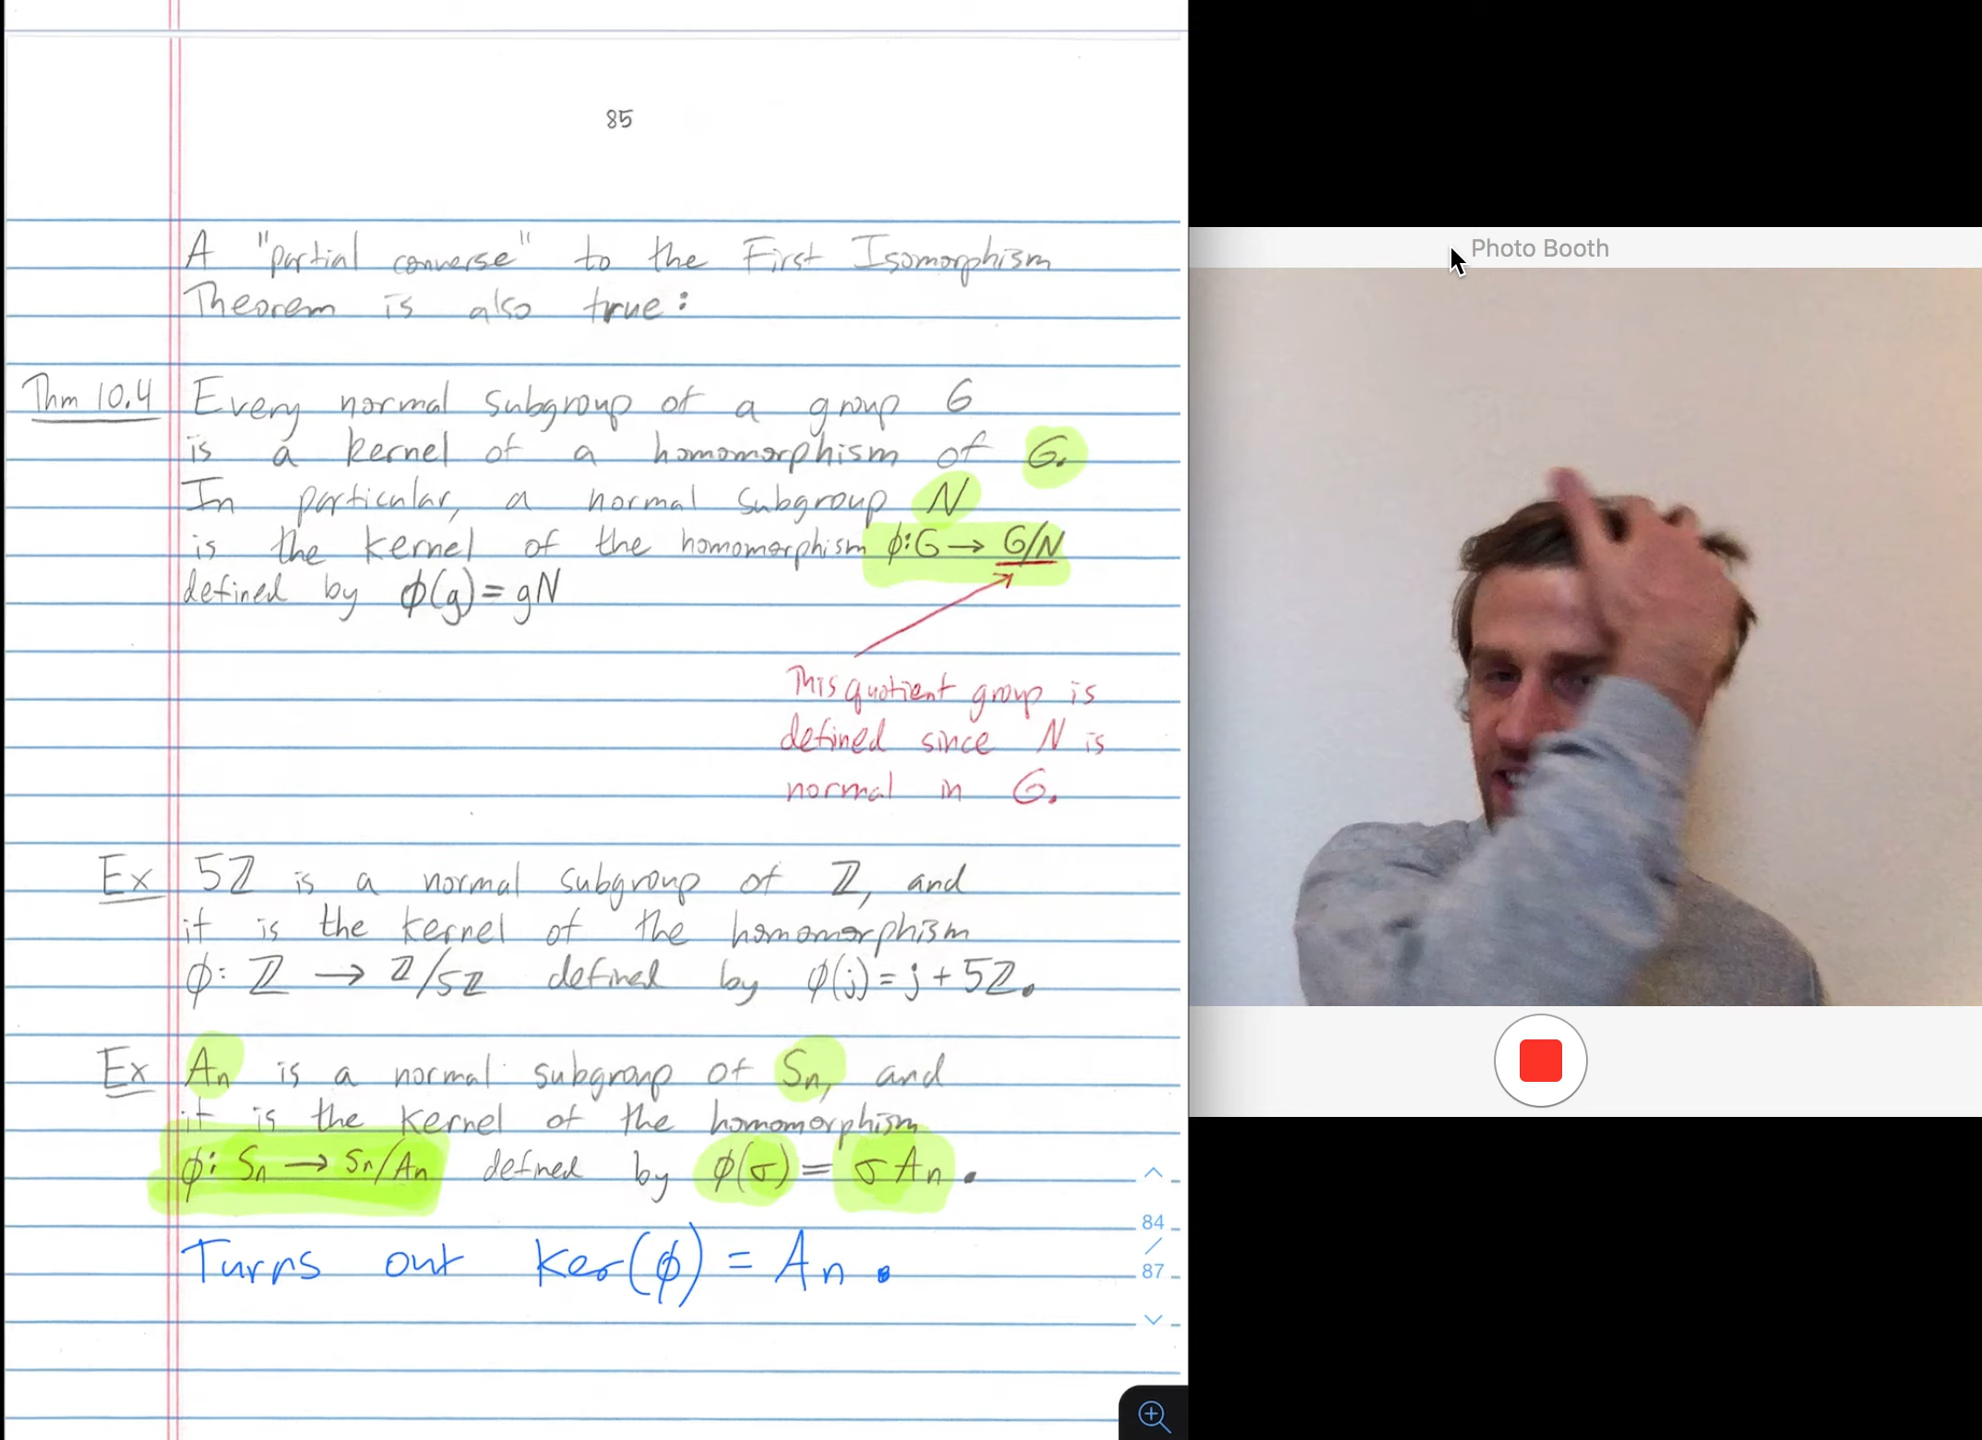 85
A "partial converse" to the First Isomorphism
Theorem is also true:
Thm 10.4 Every normal subgroup of a group G
is a kernel of a homomorphism of G.
In particular, a normal subgroup N
is the kernel of the homomorphism ϕ: G → G/N
defined by ϕ(g) = gN
This quotient group is
defined since N is
normal in G.
Ex 5ℤ is a normal subgroup of ℤ, and
it is the kernel of the homomorphism
ϕ: ℤ → ℤ/5ℤ defined by ϕ(j) = j + 5ℤ.
Ex An is a normal subgroup of Sn, and
it is the kernel of the homomorphism
ϕ: Sn → Sn/An defined by ϕ(σ) = σ An.
Turns out Ker(ϕ) = An.
84
/
87
Photo Booth